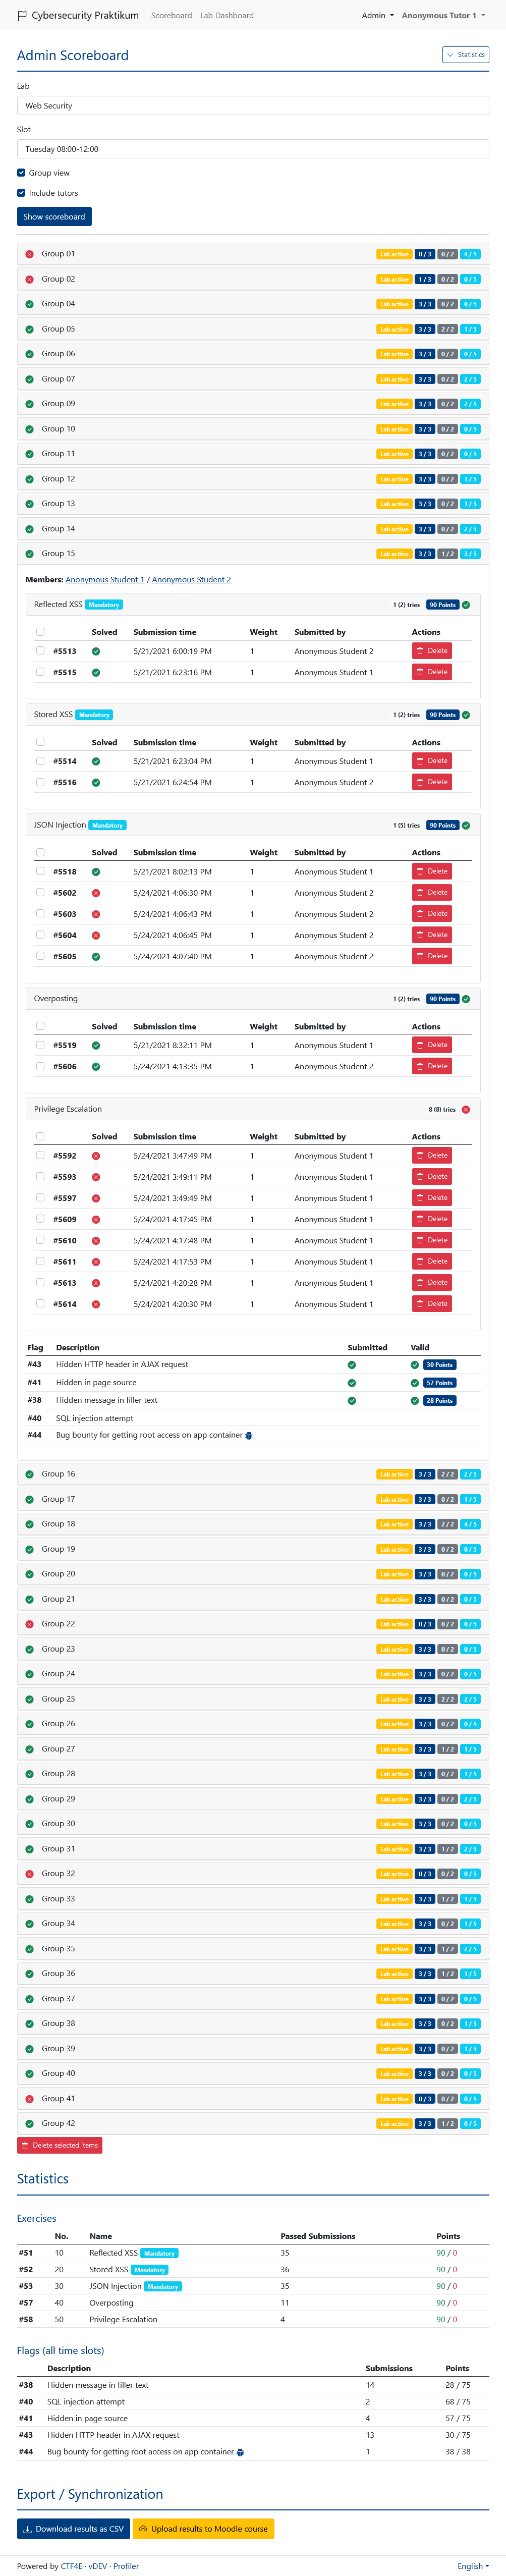 Cybersecurity Praktikum Scoreboard Lab Dashboard Admin Anonymous Tutor 1
Admin Scoreboard Statistics
Lab
Web Security
Slot
Tuesday 08:00-12:00
Group view
Include tutors
Show scoreboard
Group 01 Lab active 0 / 3 0 / 2 4 / 5
Group 02 Lab active 1 / 3 0 / 2 0 / 5
Group 04 Lab active 3 / 3 0 / 2 0 / 5
Group 05 Lab active 3 / 3 2 / 2 1 / 5
Group 06 Lab active 3 / 3 0 / 2 0 / 5
Group 07 Lab active 3 / 3 0 / 2 2 / 5
Group 09 Lab active 3 / 3 0 / 2 2 / 5
Group 10 Lab active 3 / 3 0 / 2 0 / 5
Group 11 Lab active 3 / 3 0 / 2 0 / 5
Group 12 Lab active 3 / 3 0 / 2 1 / 5
Group 13 Lab active 3 / 3 0 / 2 1 / 5
Group 14 Lab active 3 / 3 0 / 2 2 / 5
Group 15 Lab active 3 / 3 1 / 2 3 / 5
Members: Anonymous Student 1 / Anonymous Student 2
Reflected XSS Mandatory 1 (2) tries 90 Points
Solved Submission time Weight Submitted by Actions
#5513 5/21/2021 6:00:19 PM 1 Anonymous Student 2 Delete
#5515 5/21/2021 6:23:16 PM 1 Anonymous Student 1 Delete
Stored XSS Mandatory 1 (2) tries 90 Points
Solved Submission time Weight Submitted by Actions
#5514 5/21/2021 6:23:04 PM 1 Anonymous Student 1 Delete
#5516 5/21/2021 6:24:54 PM 1 Anonymous Student 2 Delete
JSON Injection Mandatory 1 (5) tries 90 Points
Solved Submission time Weight Submitted by Actions
#5518 5/21/2021 8:02:13 PM 1 Anonymous Student 1 Delete
#5602 5/24/2021 4:06:30 PM 1 Anonymous Student 2 Delete
#5603 5/24/2021 4:06:43 PM 1 Anonymous Student 2 Delete
#5604 5/24/2021 4:06:45 PM 1 Anonymous Student 2 Delete
#5605 5/24/2021 4:07:40 PM 1 Anonymous Student 2 Delete
Overposting 1 (2) tries 90 Points
Solved Submission time Weight Submitted by Actions
#5519 5/21/2021 8:32:11 PM 1 Anonymous Student 1 Delete
#5606 5/24/2021 4:13:35 PM 1 Anonymous Student 2 Delete
Privilege Escalation 8 (8) tries
Solved Submission time Weight Submitted by Actions
#5592 5/24/2021 3:47:49 PM 1 Anonymous Student 1 Delete
#5593 5/24/2021 3:49:11 PM 1 Anonymous Student 1 Delete
#5597 5/24/2021 3:49:49 PM 1 Anonymous Student 1 Delete
#5609 5/24/2021 4:17:45 PM 1 Anonymous Student 1 Delete
#5610 5/24/2021 4:17:48 PM 1 Anonymous Student 1 Delete
#5611 5/24/2021 4:17:53 PM 1 Anonymous Student 1 Delete
#5613 5/24/2021 4:20:28 PM 1 Anonymous Student 1 Delete
#5614 5/24/2021 4:20:30 PM 1 Anonymous Student 1 Delete
Flag Description Submitted Valid
#43 Hidden HTTP header in AJAX request 30 Points
#41 Hidden in page source 57 Points
#38 Hidden message in filler text 28 Points
#40 SQL injection attempt
#44 Bug bounty for getting root access on app container
Group 16 Lab active 3 / 3 2 / 2 2 / 5
Group 17 Lab active 3 / 3 0 / 2 1 / 5
Group 18 Lab active 3 / 3 2 / 2 4 / 5
Group 19 Lab active 3 / 3 0 / 2 0 / 5
Group 20 Lab active 3 / 3 0 / 2 0 / 5
Group 21 Lab active 3 / 3 0 / 2 0 / 5
Group 22 Lab active 0 / 3 0 / 2 0 / 5
Group 23 Lab active 3 / 3 0 / 2 0 / 5
Group 24 Lab active 3 / 3 0 / 2 0 / 5
Group 25 Lab active 3 / 3 2 / 2 2 / 5
Group 26 Lab active 3 / 3 0 / 2 0 / 5
Group 27 Lab active 3 / 3 1 / 2 1 / 5
Group 28 Lab active 3 / 3 0 / 2 1 / 5
Group 29 Lab active 3 / 3 0 / 2 2 / 5
Group 30 Lab active 3 / 3 0 / 2 0 / 5
Group 31 Lab active 3 / 3 1 / 2 2 / 5
Group 32 Lab active 0 / 3 0 / 2 0 / 5
Group 33 Lab active 3 / 3 1 / 2 1 / 5
Group 34 Lab active 3 / 3 0 / 2 1 / 5
Group 35 Lab active 3 / 3 1 / 2 2 / 5
Group 36 Lab active 3 / 3 1 / 2 1 / 5
Group 37 Lab active 3 / 3 0 / 2 0 / 5
Group 38 Lab active 3 / 3 0 / 2 1 / 5
Group 39 Lab active 3 / 3 0 / 2 1 / 5
Group 40 Lab active 3 / 3 0 / 2 0 / 5
Group 41 Lab active 0 / 3 0 / 2 0 / 5
Group 42 Lab active 3 / 3 1 / 2 0 / 5
Delete selected items
Statistics
Exercises
No. Name Passed Submissions Points
#51 10 Reflected XSS Mandatory 35 90 / 0
#52 20 Stored XSS Mandatory 36 90 / 0
#53 30 JSON Injection Mandatory 35 90 / 0
#57 40 Overposting 11 90 / 0
#58 50 Privilege Escalation 4 90 / 0
Flags (all time slots)
Description Submissions Points
#38 Hidden message in filler text 14 28 / 75
#40 SQL injection attempt 2 68 / 75
#41 Hidden in page source 4 57 / 75
#43 Hidden HTTP header in AJAX request 13 30 / 75
#44 Bug bounty for getting root access on app container 1 38 / 38
Export / Synchronization
Download results as CSV Upload results to Moodle course
Powered by CTF4E · vDEV · Profiler English